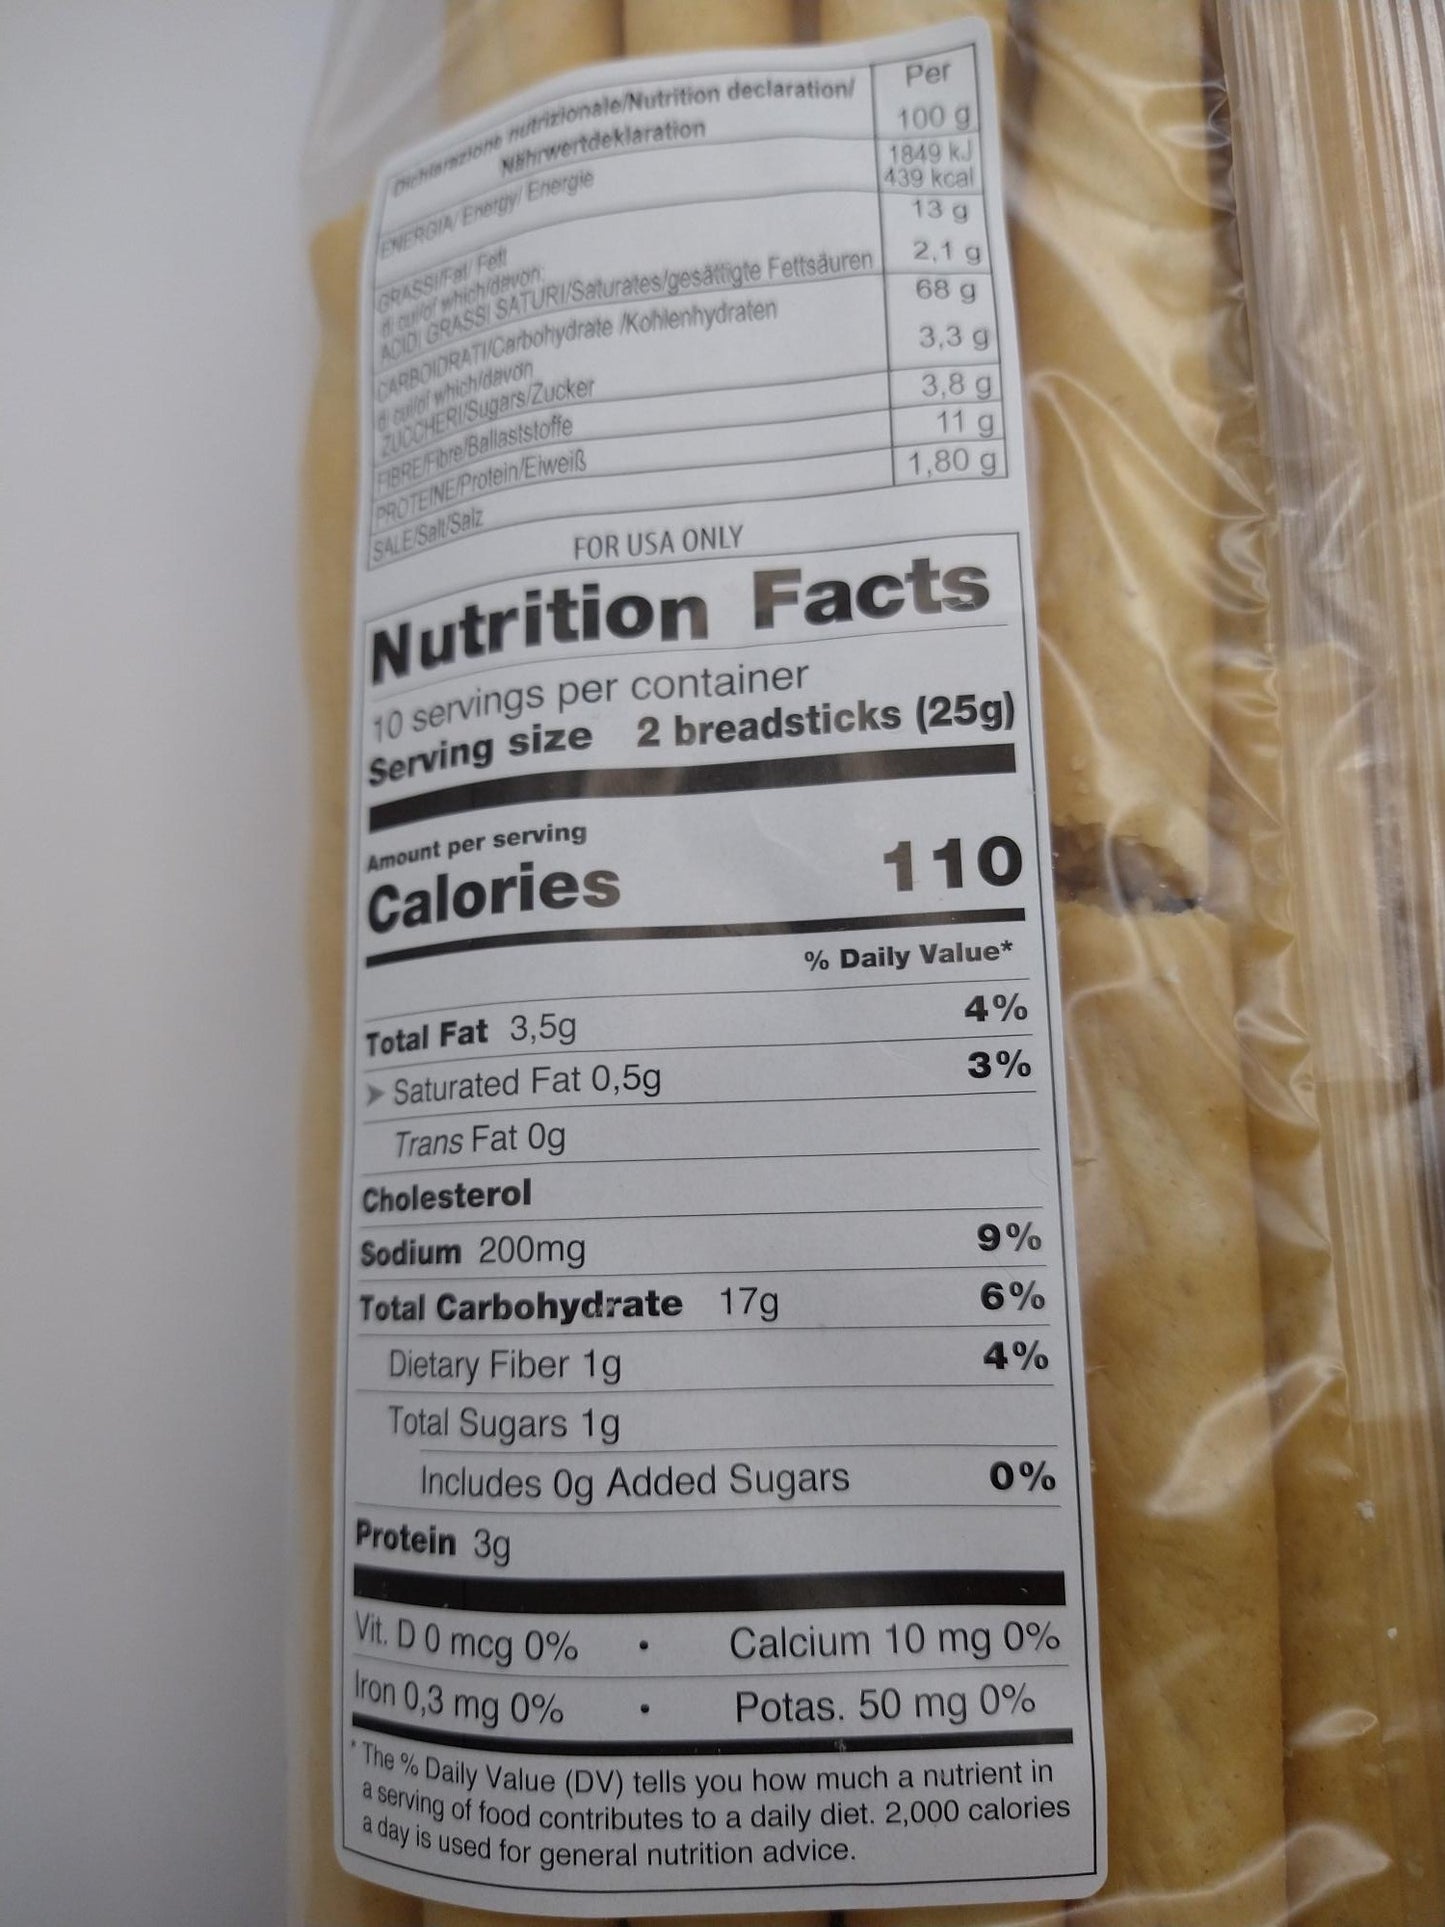 Dichiarazione nutrizionale/Nutrition declaration/
Nährwertdeklaration
Per
100 g
ENERGIA/ Energy/ Energie
1849 kJ
439 kcal
GRASSI/Fat/ Fett
13 g
di cui/of which/davon:
ACIDI GRASSI SATURI/Saturates/gesättigte Fettsäuren
2,1 g
CARBOIDRATI/Carbohydrate /Kohlenhydraten
68 g
di cui/of which/davon
ZUCCHERI/Sugars/Zucker
3,3 g
FIBRE/Fibre/Ballaststoffe
3,8 g
PROTEINE/Protein/Eiweiß
11 g
SALE/Salt/Salz
1,80 g
FOR USA ONLY
Nutrition Facts
10 servings per container
Serving size 2 breadsticks (25g)
Amount per serving
Calories 110
% Daily Value*
Total Fat 3,5g 4%
➤ Saturated Fat 0,5g 3%
Trans Fat 0g
Cholesterol
Sodium 200mg 9%
Total Carbohydrate 17g 6%
Dietary Fiber 1g 4%
Total Sugars 1g
Includes 0g Added Sugars 0%
Protein 3g
Vit. D 0 mcg 0% • Calcium 10 mg 0%
Iron 0,3 mg 0% • Potas. 50 mg 0%
* The % Daily Value (DV) tells you how much a nutrient in
a serving of food contributes to a daily diet. 2,000 calories
a day is used for general nutrition advice.